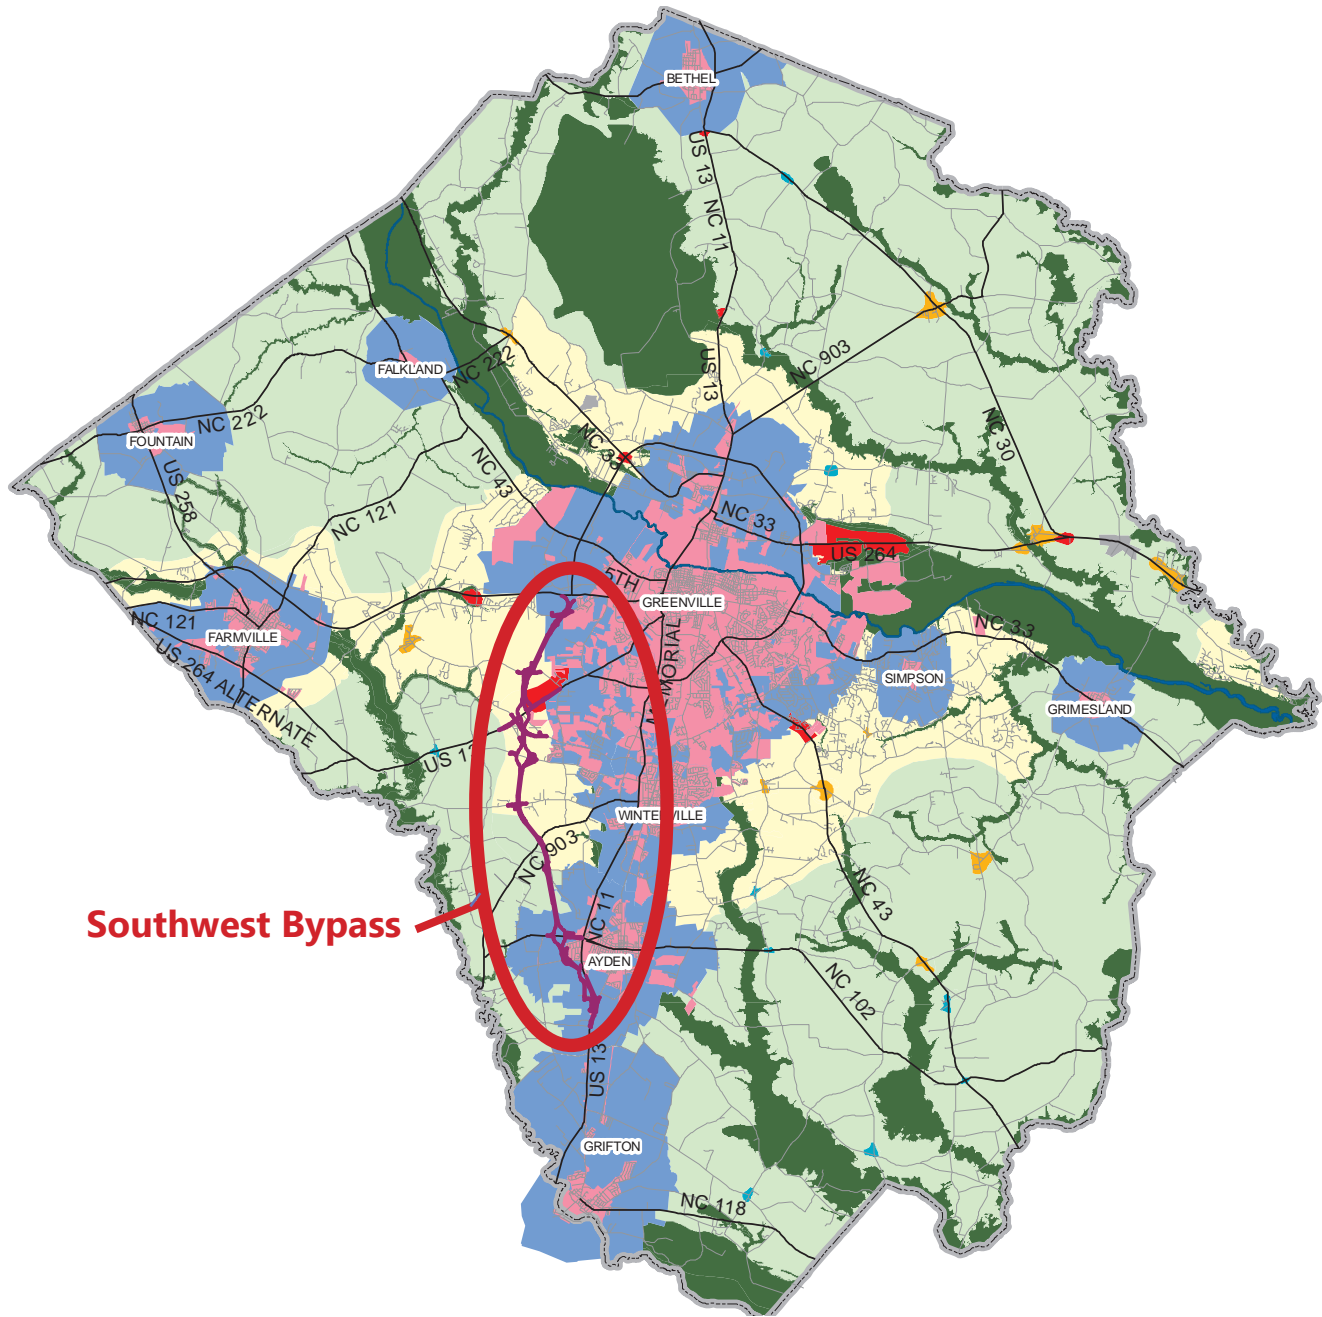 BETHEL
US 13
NC 11
US 13
NC 903
NC 222
FALKLAND
NC 222
FOUNTAIN
US 258
NC 43
NC 33
NC 30
NC 121
NC 33
US 264
5TH
GREENVILLE
NC 121
FARMVILLE
MEMORIAL
NC 33
US 264 ALTERNATE
SIMPSON
GRIMESLAND
US 13
WINTERVILLE
NC 903
NC 43
Southwest Bypass
NC 11
AYDEN
NC 102
US 13
GRIFTON
NC 118